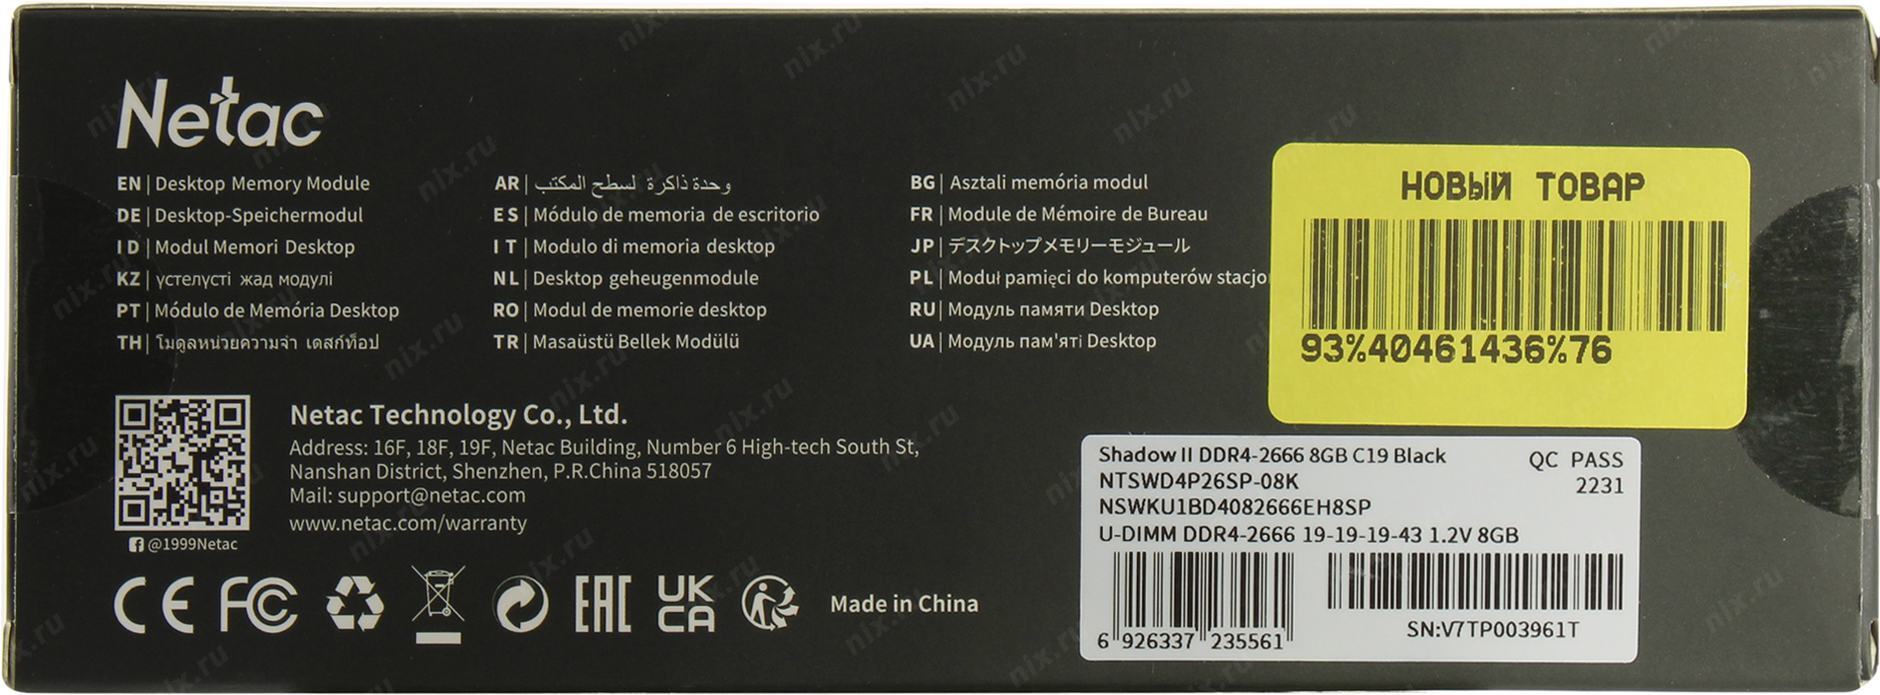 Netac
EN | Desktop Memory Module
DE | Desktop-Speichermodul
ID | Modul Memori Desktop
KZ | үстелүсті жад модулі
PT | Módulo de Memória Desktop
TH | โมดูลหน่วยความจำ เดสก์ท็อป
AR | وحدة ذاكرة لسطح المكتب
ES | Módulo de memoria de escritorio
IT | Modulo di memoria desktop
NL | Desktop geheugenmodule
RO | Modul de memorie desktop
TR | Masaüstü Bellek Modülü
BG | Asztali memória modul
FR | Module de Mémoire de Bureau
JP | デスクトップメモリーモジュール
PL | Moduł pamięci do komputerów stacjo
RU | Модуль памяти Desktop
UA | Модуль пам'яті Desktop
НОВЫЙ ТОВАР
93%40461436%76
Netac Technology Co., Ltd.
Address: 16F, 18F, 19F, Netac Building, Number 6 High-tech South St,
Nanshan District, Shenzhen, P.R.China 518057
Mail: support@netac.com
www.netac.com/warranty
@1999Netac
CE FC EAC UK CA
Made in China
Shadow II DDR4-2666 8GB C19 Black
QC PASS
NTSWD4P26SP-08K
2231
NSWKU1BD4082666EH8SP
U-DIMM DDR4-2666 19-19-19-43 1.2V 8GB
6 926337 235561
SN:V7TP003961T
nix.ru